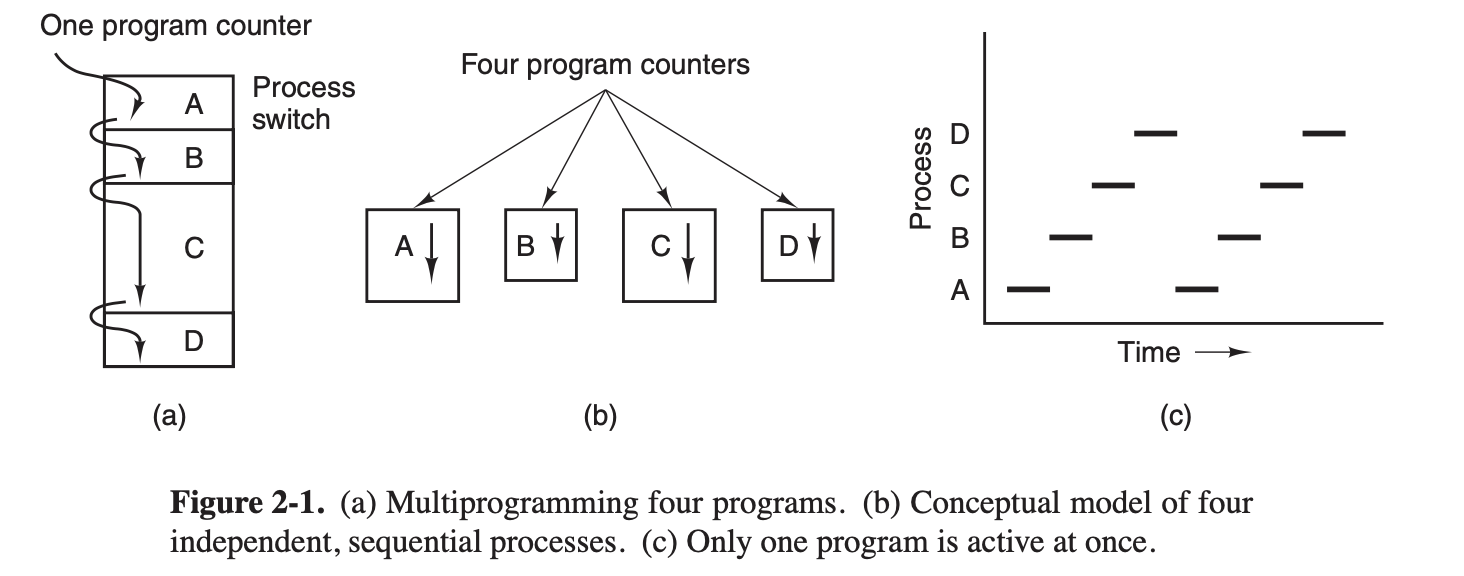 One program counter
Process
switch
A
B
C
D
(a)
Four program counters
A
B
C
D
(b)
Process
D
C
B
A
Time
(c)
Figure 2-1. (a) Multiprogramming four programs. (b) Conceptual model of four
independent, sequential processes. (c) Only one program is active at once.